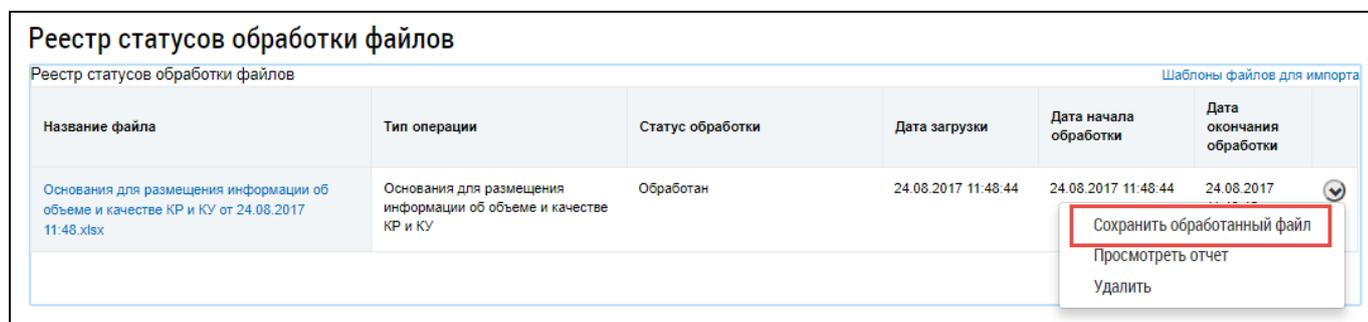 Реестр статусов обработки файлов
Реестр статусов обработки файлов
Шаблоны файлов для импорта
Название файла
Тип операции
Статус обработки
Дата загрузки
Дата начала
обработки
Дата
окончания
обработки
Основания для размещения информации об
объеме и качестве КР и КУ от 24.08.2017
11:48.xlsx
Основания для размещения
информации об объеме и качестве
КР и КУ
Обработан
24.08.2017 11:48:44
24.08.2017 11:48:44
24.08.2017
Сохранить обработанный файл
Просмотреть отчет
Удалить